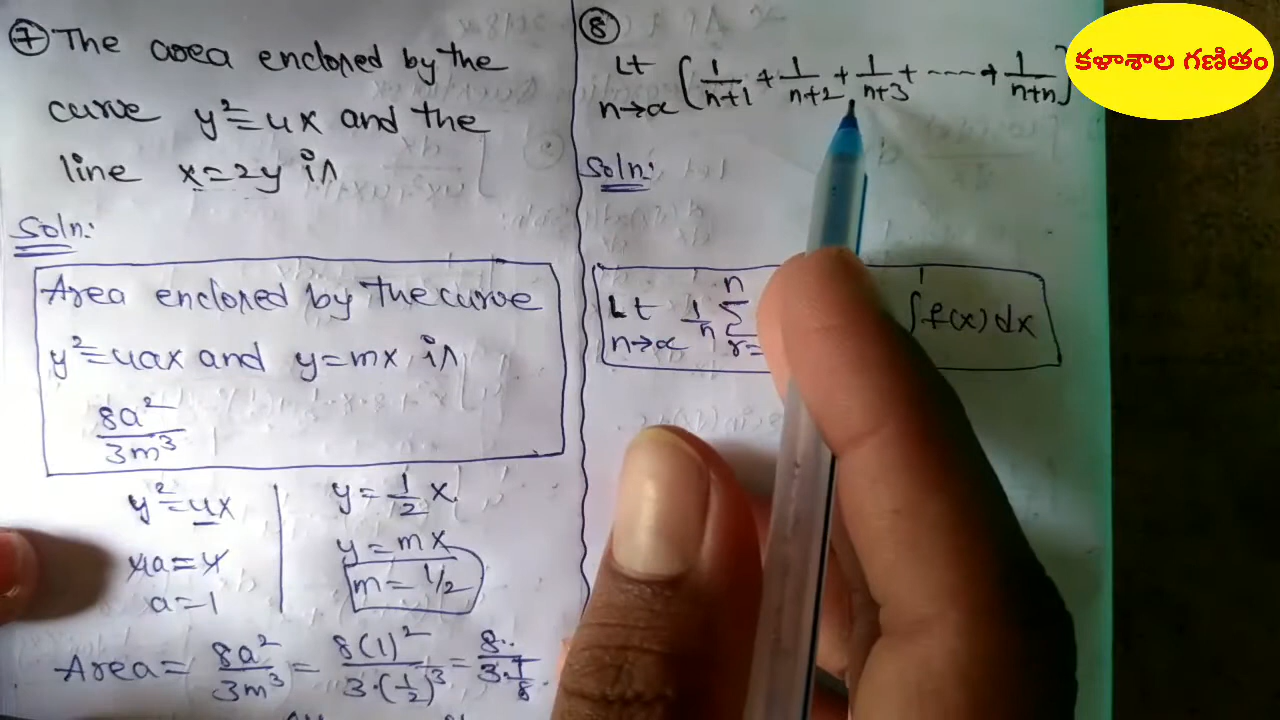 ⑦ The area enclosed by the
curve y²=4x and the
line x=2y is
Soln:
Area enclosed by the curve
y²=4ax and y=mx is
8a²/3m³
y²=4x
4a=4
a=1
y=1/2 x
y=mx
m=1/2
Area = 8a²/3m³ = 8(1)²/3·(1/2)³ = 8/3·1/8
⑧
Lt n→∝ [1/n+1 + 1/n+2 + 1/n+3 + ---- + 1/n+n]
Soln:
Lt n→∝ 1/n Σ n r= ∫f(x)dx
కళాశాల గణితం